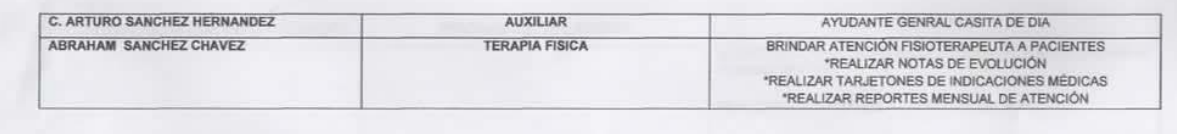 C. ARTURO SANCHEZ HERNANDEZ AUXILIAR AYUDANTE GENRAL CASITA DE DIA
ABRAHAM SANCHEZ CHAVEZ TERAPIA FISICA BRINDAR ATENCIÓN FISIOTERAPEUTA A PACIENTES
*REALIZAR NOTAS DE EVOLUCIÓN
*REALIZAR TARJETONES DE INDICACIONES MÉDICAS
*REALIZAR REPORTES MENSUAL DE ATENCIÓN